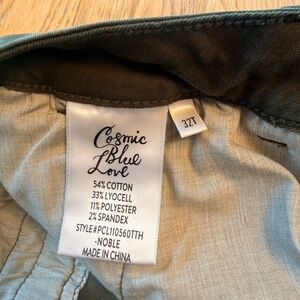 Cosmic
Blue
Love
32T
54% COTTON
33% LYOCELL
11% POLYESTER
2% SPANDEX
STYLE#PCL110560TTH
-NOBLE
MADE IN CHINA